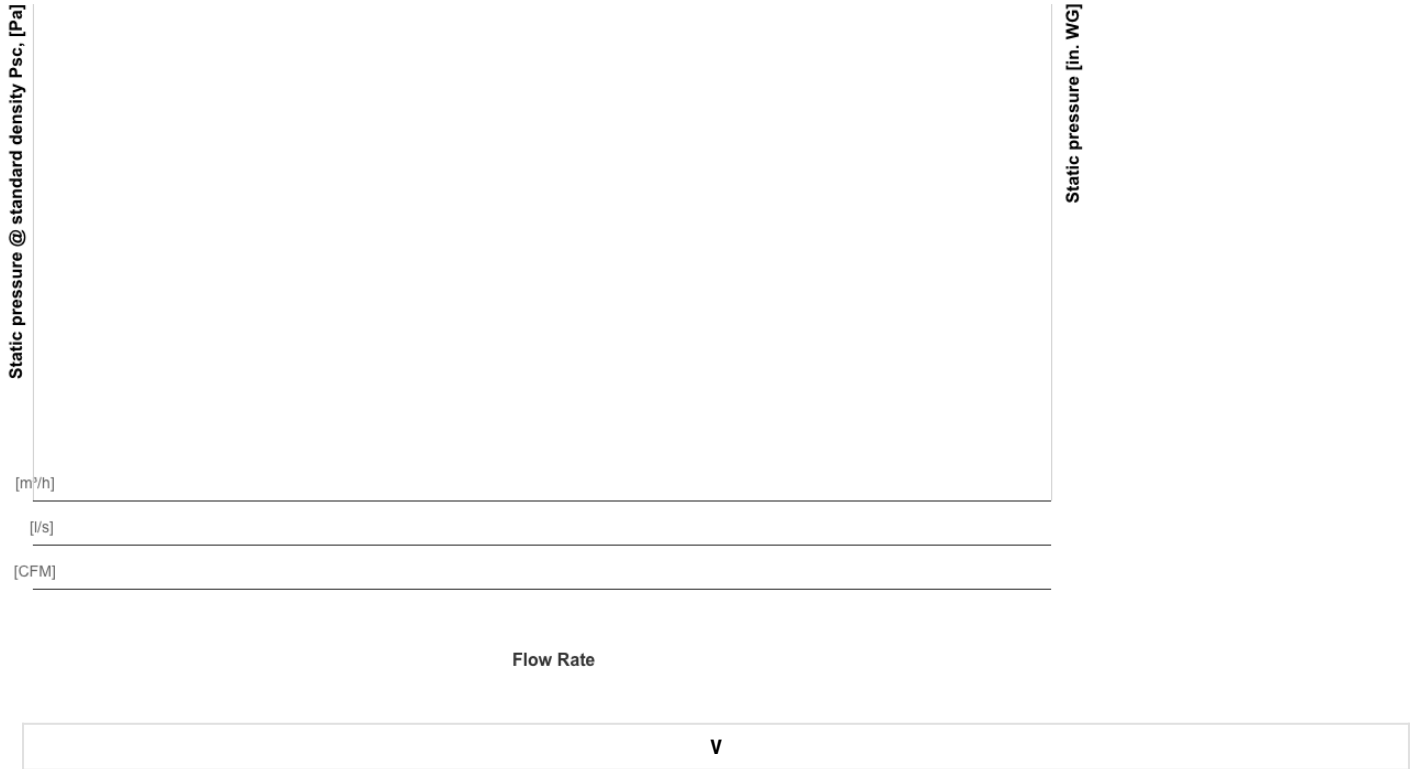 Static pressure @ standard density Psc, [Pa]
Static pressure [in. WG]
[m³/h]
[l/s]
[CFM]
Flow Rate
V